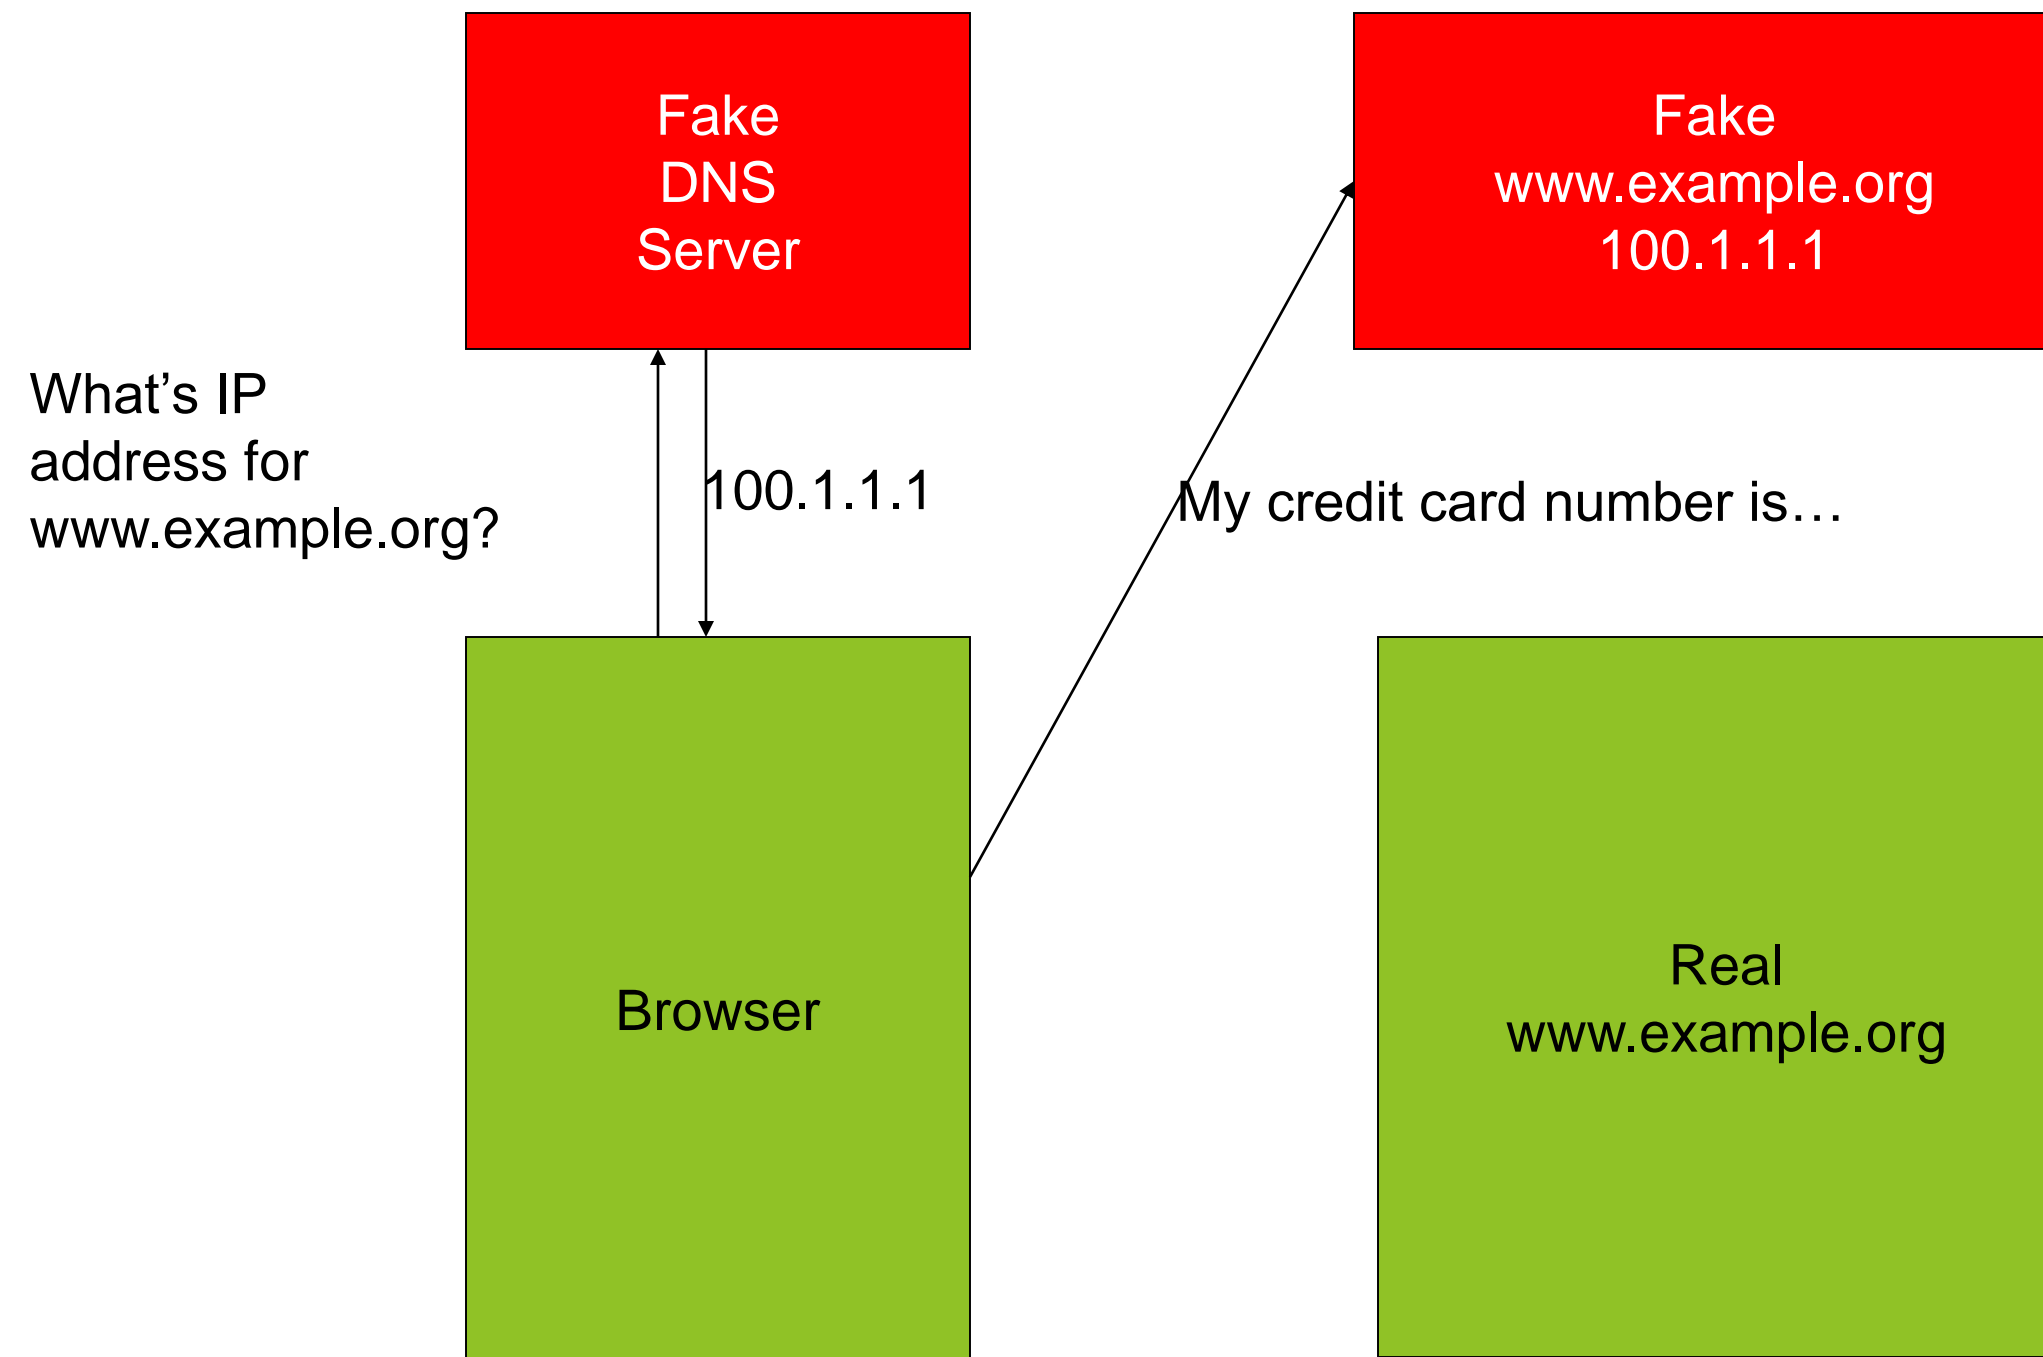 Fake
DNS
Server
Fake
www.example.org
100.1.1.1
What’s IP
address for
www.example.org?
100.1.1.1
My credit card number is…
Browser
Real
www.example.org